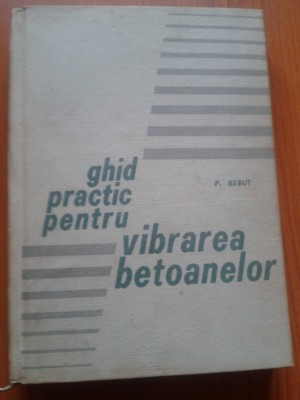 ghid
practic
pentru
P. REBUT
vibrarea
betoanelor